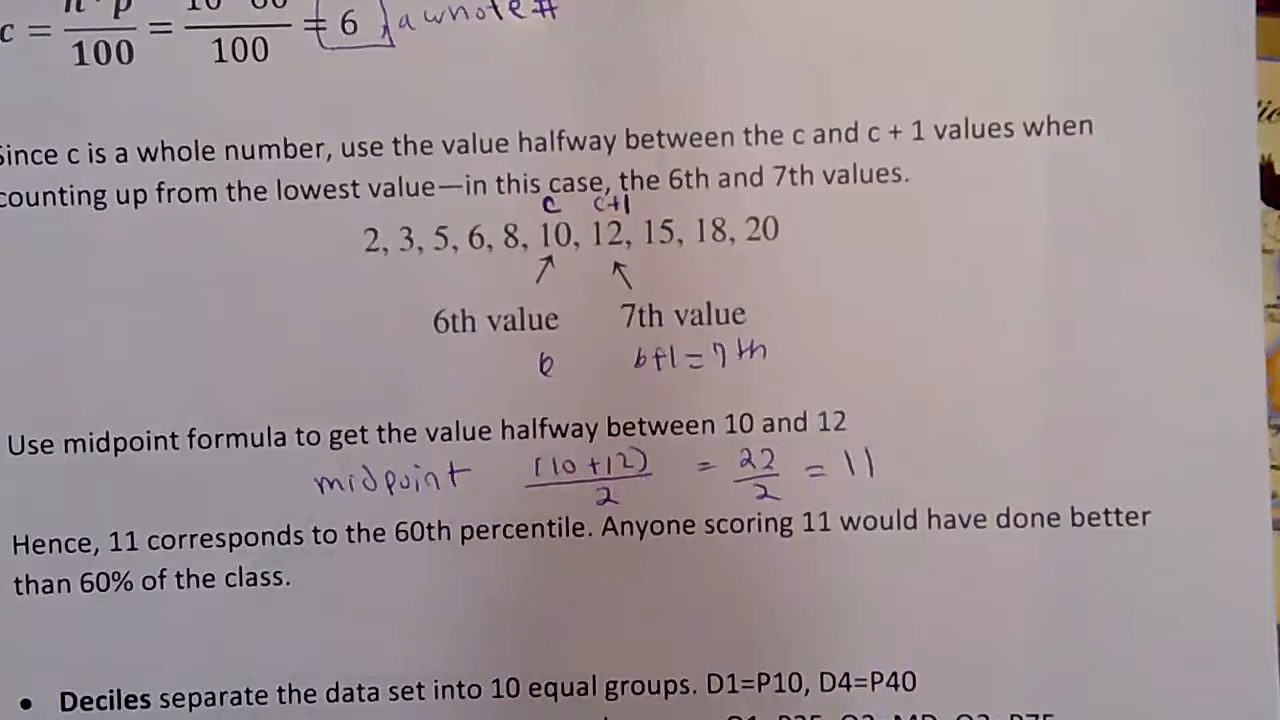 c = n · p / 100 = 10 · 60 / 100 = 6 } a whole #
Since c is a whole number, use the value halfway between the c and c + 1 values when
counting up from the lowest value—in this case, the 6th and 7th values.
c c+1
2, 3, 5, 6, 8, 10, 12, 15, 18, 20
6th value 7th value
6 6+1=7th
Use midpoint formula to get the value halfway between 10 and 12
midpoint (10+12)/2 = 22/2 = 11
Hence, 11 corresponds to the 60th percentile. Anyone scoring 11 would have done better
than 60% of the class.
• Deciles separate the data set into 10 equal groups. D1=P10, D4=P40